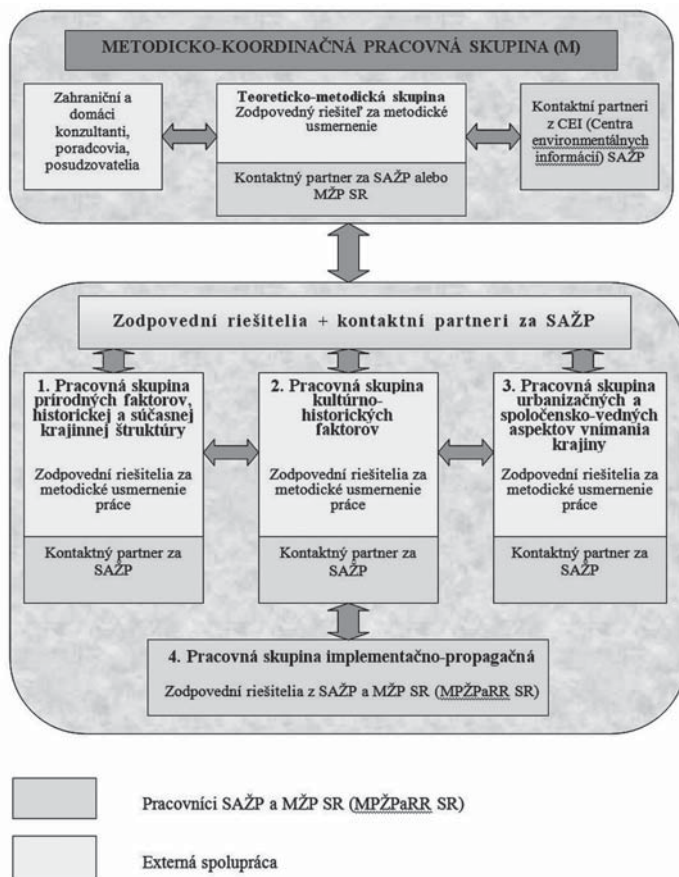 METODICKO-KOORDINAČNÁ PRACOVNÁ SKUPINA (M)
Zahraniční a
domáci
konzultanti,
poradcovia,
posudzovatelia
Teoreticko-metodická skupina
Zodpovedný riešiteľ za metodické
usmernenie
Kontaktný partner za SAŽP alebo
MŽP SR
Kontaktní partneri
z CEI (Centra
environmentálnych
informácií) SAŽP
Zodpovední riešitelia + kontaktní partneri za SAŽP
1. Pracovná skupina
prírodných faktorov,
historickej a súčasnej
krajinnej štruktúry
Zodpovední riešitelia za
metodické usmernenie
práce
Kontaktný partner za
SAŽP
2. Pracovná skupina
kultúrno-
historických
faktorov
Zodpovední riešitelia za
metodické usmernenie
práce
Kontaktný partner za
SAŽP
3. Pracovná skupina
urbanizačných a
spoločensko-vedných
aspektov vnímania
krajiny
Zodpovední riešitelia za
metodické usmernenie
práce
Kontaktný partner za
SAŽP
4. Pracovná skupina implementačno-propagačná
Zodpovední riešitelia z SAŽP a MŽP SR (MPŽPaRR SR)
Pracovníci SAŽP a MŽP SR (MPŽPaRR SR)
Externá spolupráca